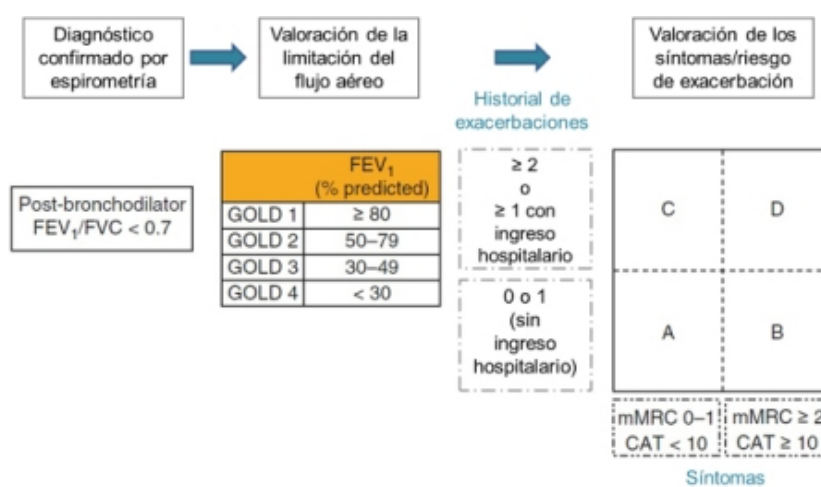 Diagnóstico
confirmado por
espirometría
Valoración de la
limitación del
flujo aéreo
Valoración de los
síntomas/riesgo
de exacerbación
Historial de
exacerbaciones
Post-bronchodilator
FEV₁/FVC < 0.7
FEV₁
(% predicted)
GOLD 1 ≥ 80
GOLD 2 50–79
GOLD 3 30–49
GOLD 4 < 30
≥ 2
o
≥ 1 con
ingreso
hospitalario
0 o 1
(sin
ingreso
hospitalario)
C D
A B
mMRC 0–1 mMRC ≥ 2
CAT < 10 CAT ≥ 10
Síntomas